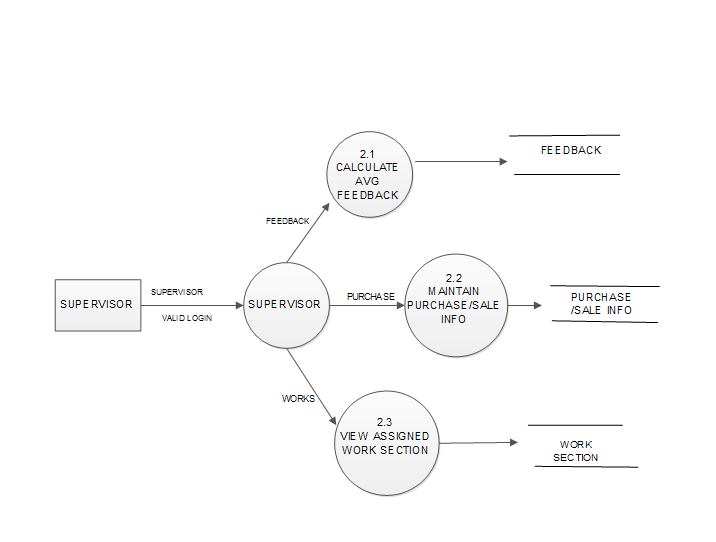 2.1
CALCULATE
AVG
FEEDBACK
FEEDBACK
FEEDBACK
SUPERVISOR
SUPERVISOR
VALID LOGIN
SUPERVISOR
PURCHASE
2.2
MAINTAIN
PURCHASE/SALE
INFO
PURCHASE
/SALE INFO
WORKS
2.3
VIEW ASSIGNED
WORK SECTION
WORK
SECTION